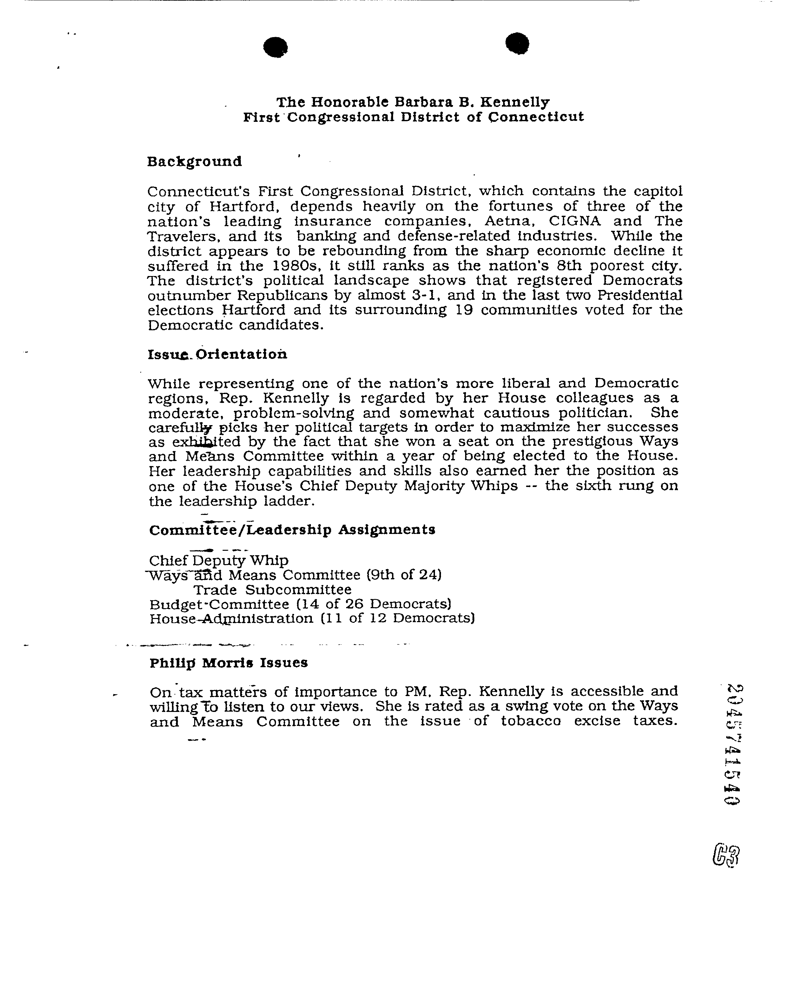 The Honorable Barbara B. Kennelly
First Congressional District of Connecticut
Background
Connecticut's First Congressional District, which contains the capitol
city of Hartford, depends heavily on the fortunes of three of the
nation's leading insurance companies, Aetna, CIGNA and The
Travelers, and its banking and defense-related industries. While the
district appears to be rebounding from the sharp economic decline it
suffered in the 1980s, it still ranks as the nation's 8th poorest city.
The district's political landscape shows that registered Democrats
outnumber Republicans by almost 3-1, and in the last two Presidential
elections Hartford and its surrounding 19 communities voted for the
Democratic candidates.
Issue Orientation
While representing one of the nation's more liberal and Democratic
regions, Rep. Kennelly is regarded by her House colleagues as a
moderate, problem-solving and somewhat cautious politician. She
carefully picks her political targets in order to maximize her successes
as exhibited by the fact that she won a seat on the prestigious Ways
and Means Committee within a year of being elected to the House.
Her leadership capabilities and skills also earned her the position as
one of the House's Chief Deputy Majority Whips -- the sixth rung on
the leadership ladder.
Committee/Leadership Assignments
Chief Deputy Whip
Ways and Means Committee (9th of 24)
Trade Subcommittee
Budget Committee (14 of 26 Democrats)
House Administration (11 of 12 Democrats)
Philip Morris Issues
On tax matters of importance to PM, Rep. Kennelly is accessible and
willing to listen to our views. She is rated as a swing vote on the Ways
and Means Committee on the issue of tobacco excise taxes.
2045741540
C3